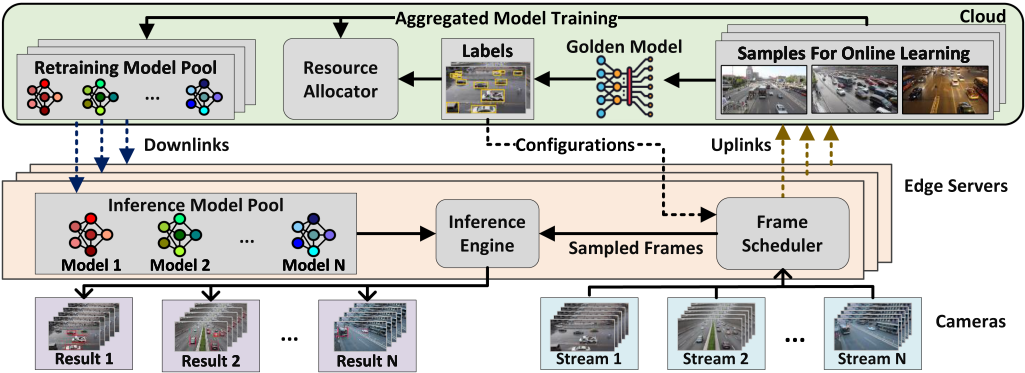 Aggregated Model Training
Cloud
Retraining Model Pool
...
Resource
Allocator
Labels
Golden Model
Samples For Online Learning
Downlinks
Configurations
Uplinks
Edge Servers
Inference Model Pool
Model 1
Model 2
...
Model N
Inference
Engine
Sampled Frames
Frame
Scheduler
Result 1
Result 2
...
Result N
Stream 1
Stream 2
...
Stream N
Cameras